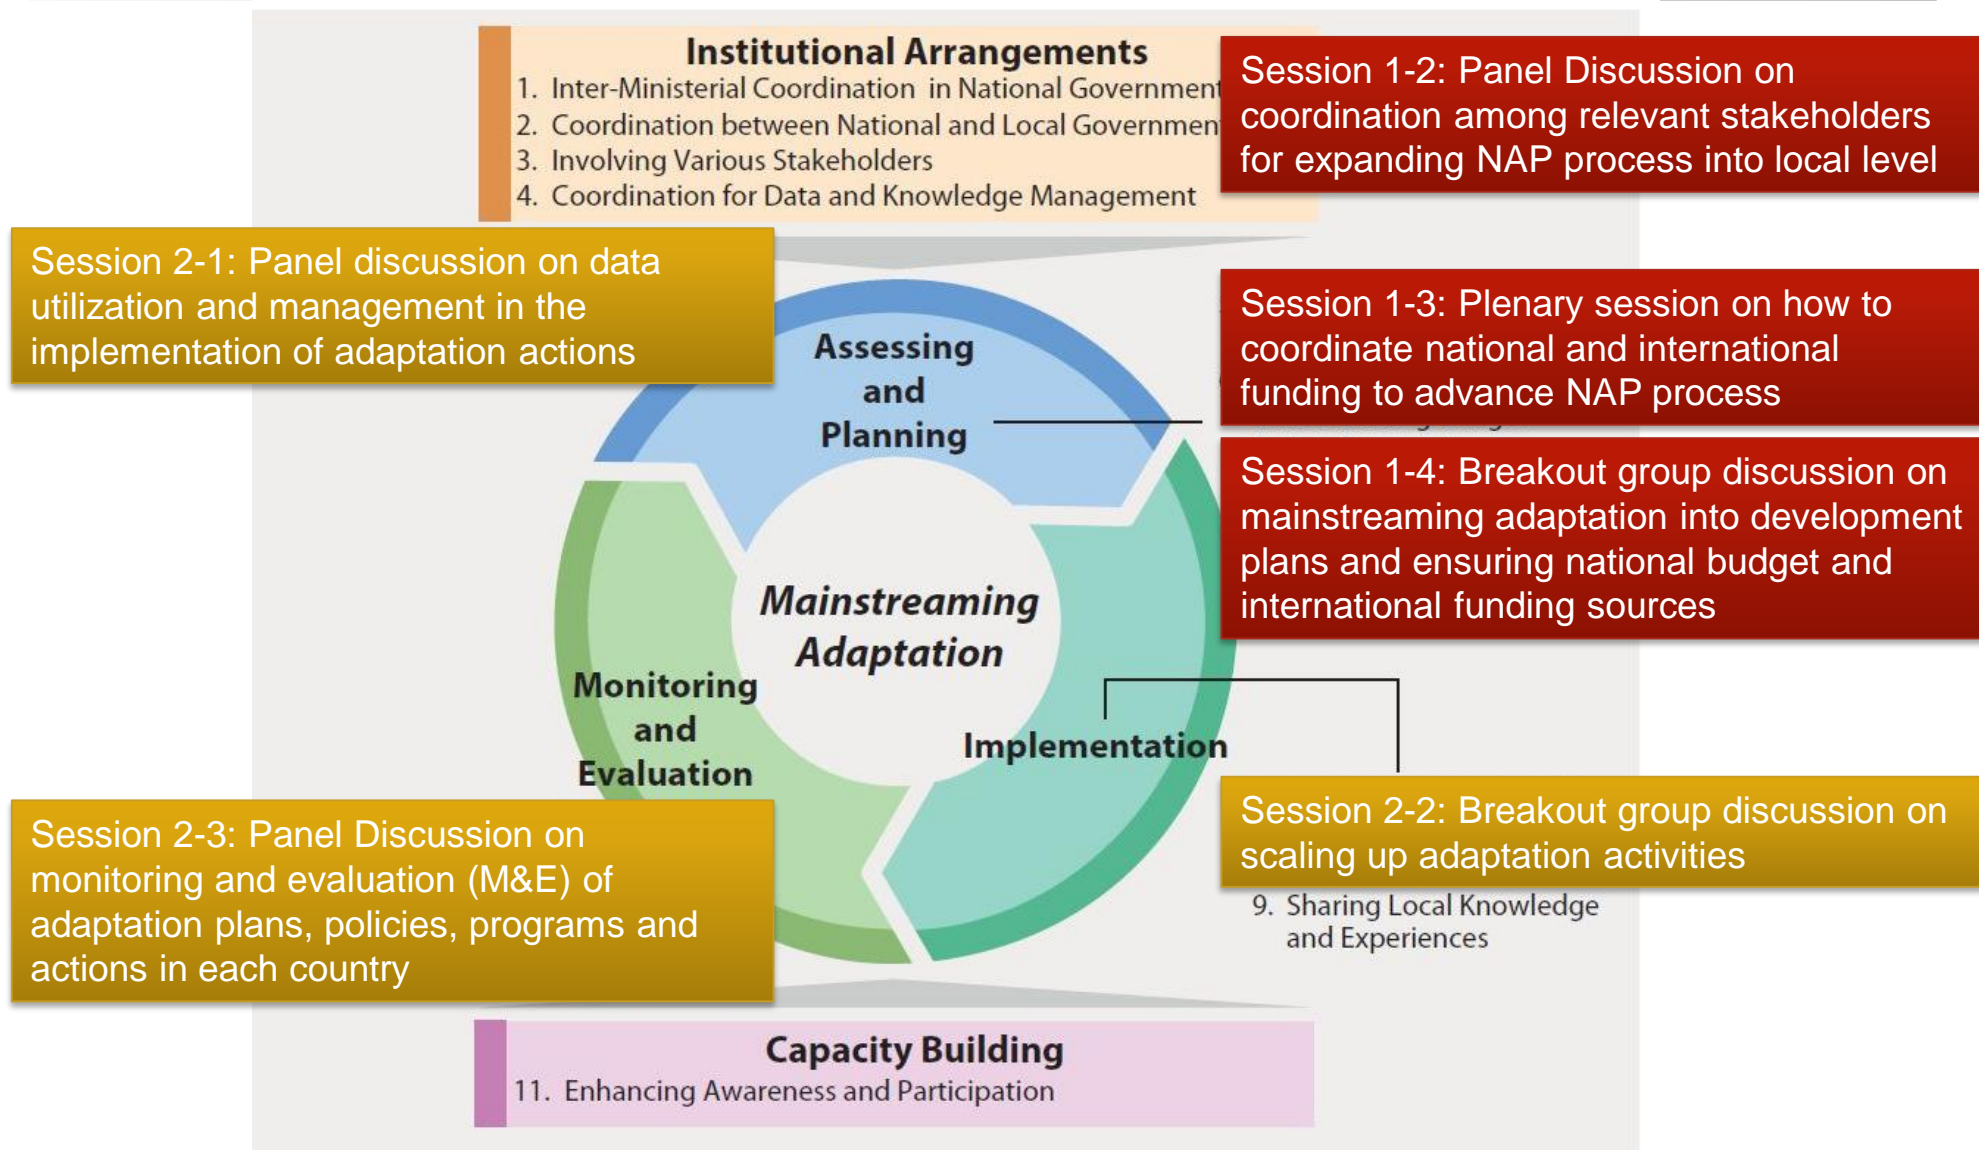 Institutional Arrangements
1. Inter-Ministerial Coordination in National Government
2. Coordination between National and Local
3. Involving Various Stakeholders
4. Coordination for Data and Knowledge Management
Session 1-2: Panel Discussion on
coordination among relevant stakeholders
for expanding NAP process into local level
Session 2-1: Panel discussion on data
utilization and management in the
implementation of adaptation actions
Session 1-3: Plenary session on how to
coordinate national and international
funding to advance NAP process
Assessing
and
Planning
Session 1-4: Breakout group discussion on
mainstreaming adaptation into development
plans and ensuring national budget and
international funding sources
Mainstreaming
Adaptation
Monitoring
and
Evaluation
Implementation
Session 2-2: Breakout group discussion on
scaling up adaptation activities
9. Sharing Local Knowledge
and Experiences
Session 2-3: Panel Discussion on
monitoring and evaluation (M&E) of
adaptation plans, policies, programs and
actions in each country
Capacity Building
11. Enhancing Awareness and Participation